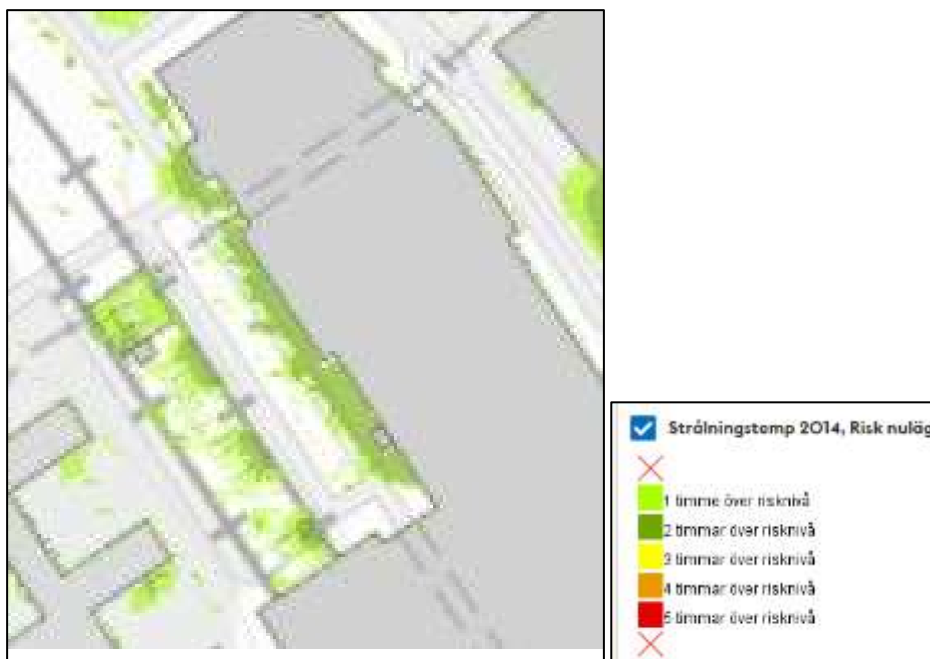 Strålningstemp 2014, Risk nuläg
1 timme över risknivå
2 timmar över risknivå
3 timmar över risknivå
4 timmar över risknivå
5 timmar över risknivå